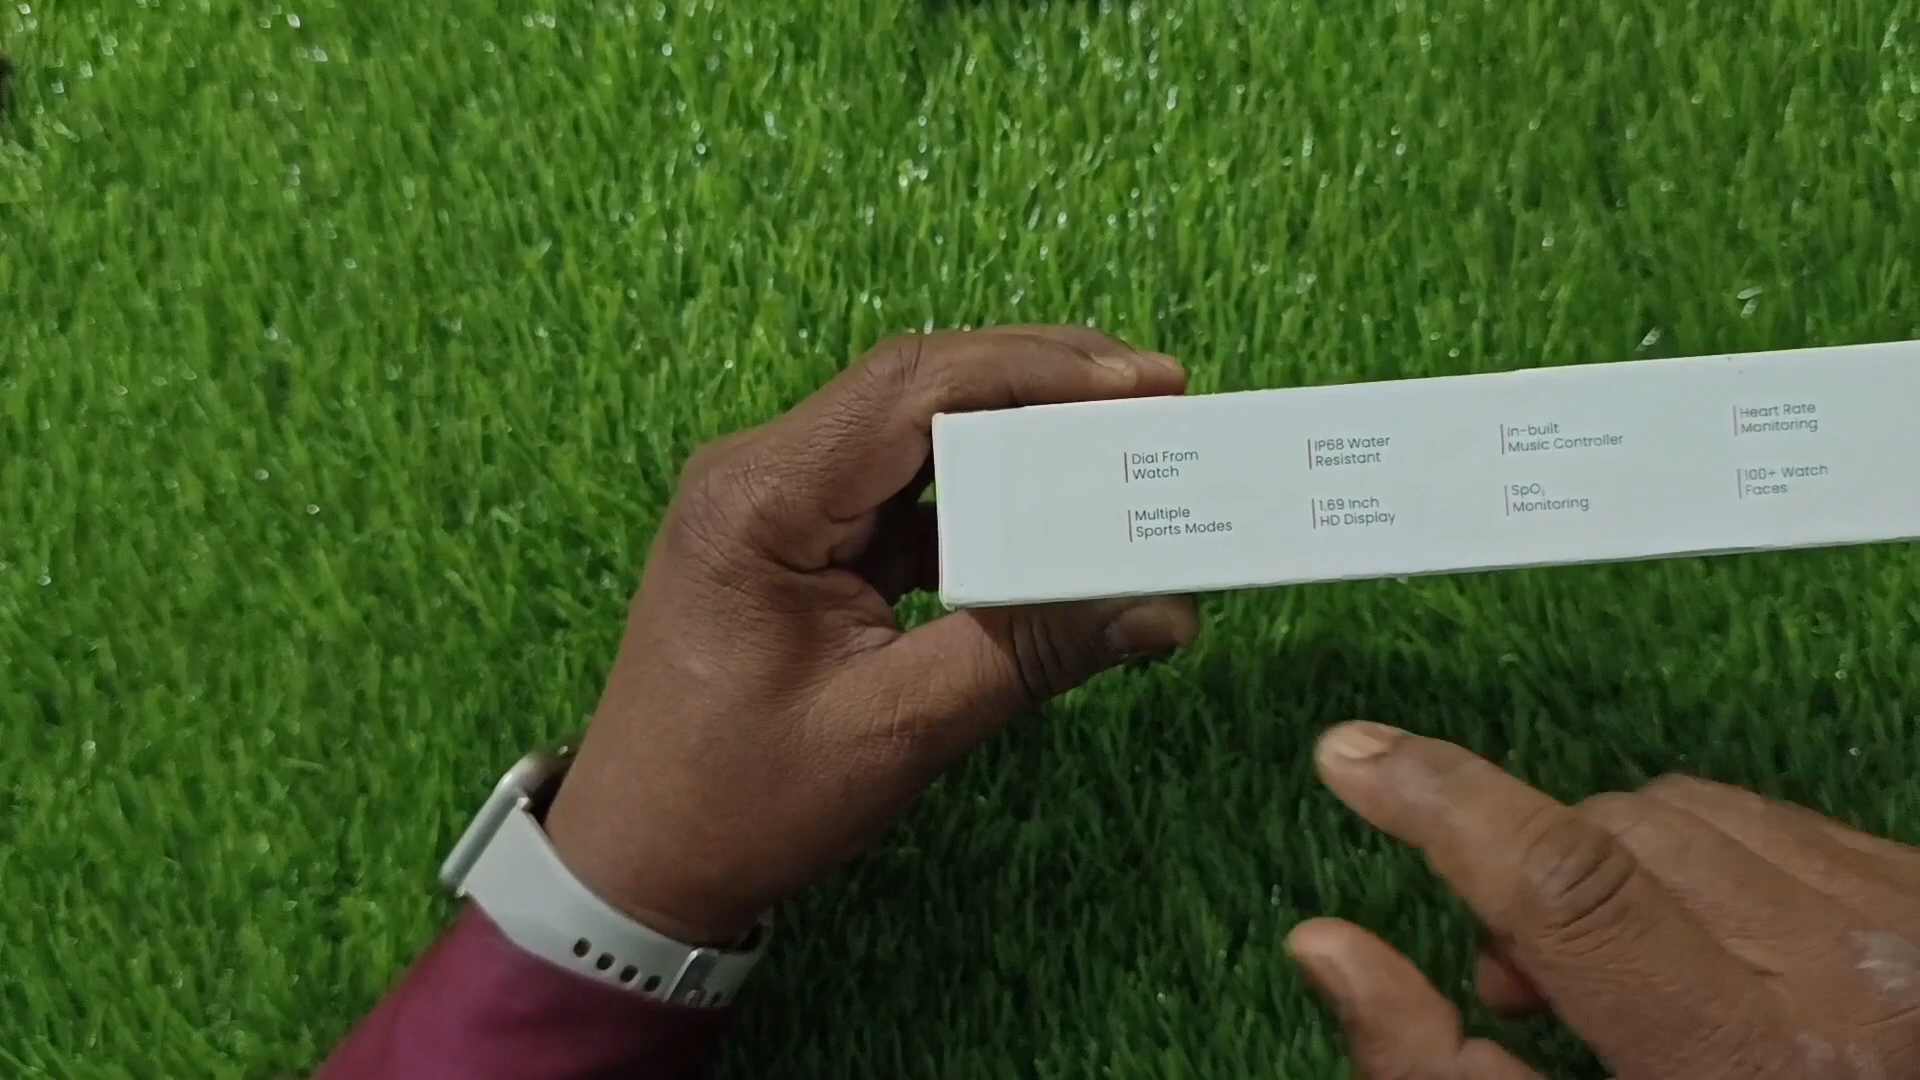 Dial From
Watch
IP68 Water
Resistant
In-built
Music Controller
Heart Rate
Monitoring
Multiple
Sports Modes
1.69 Inch
HD Display
SpO₂
Monitoring
100+ Watch
Faces